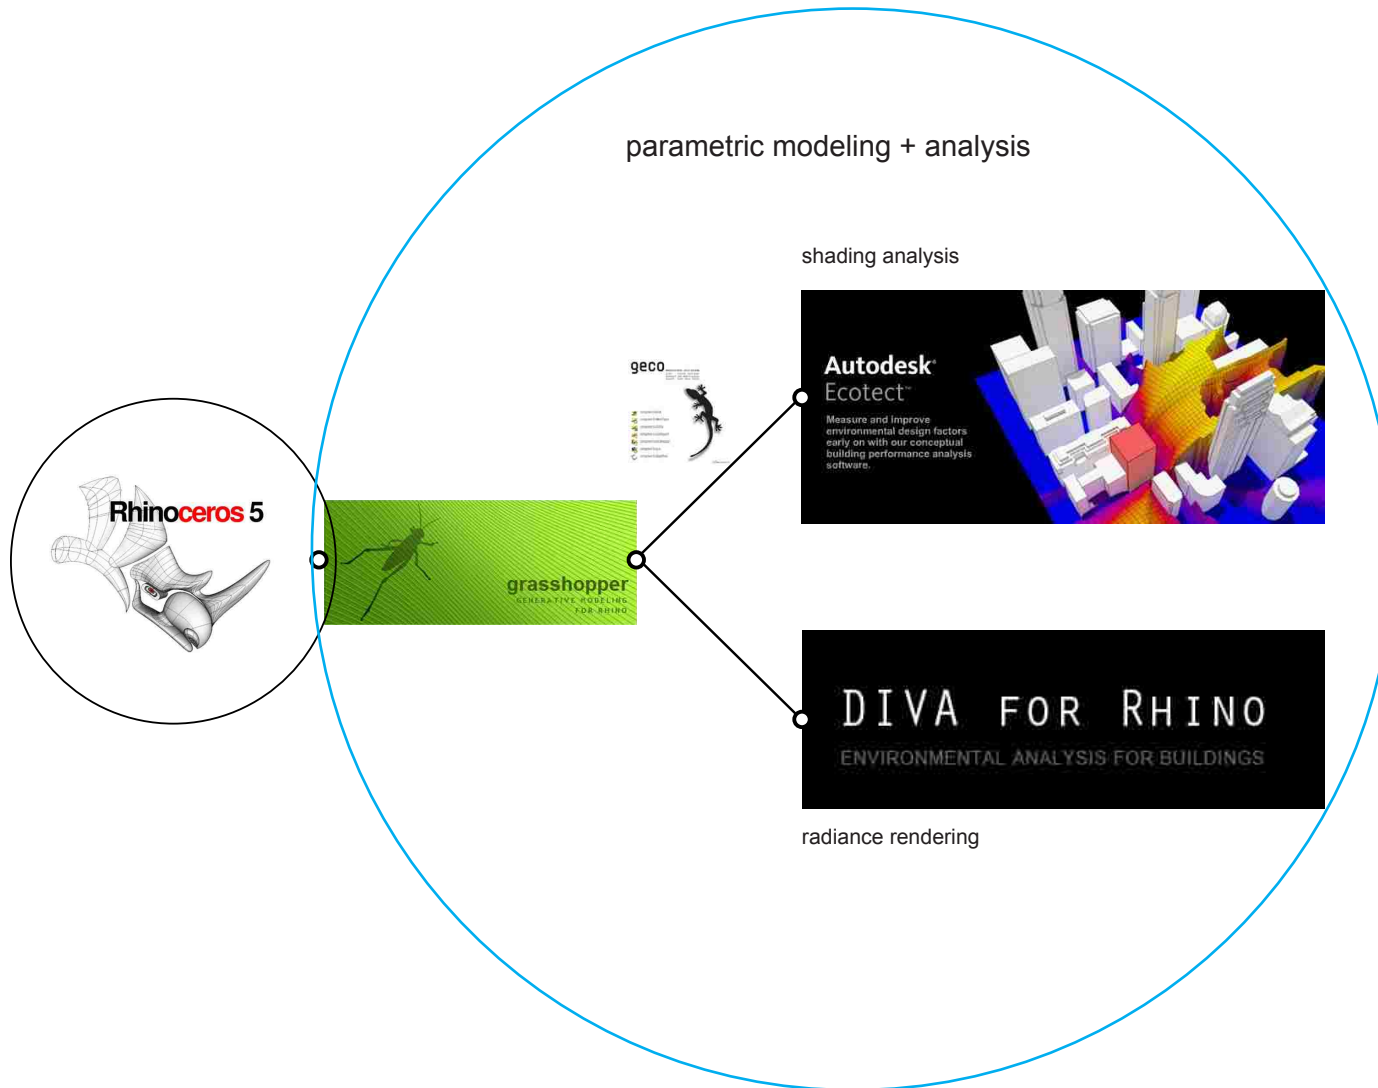 parametric modeling + analysis
shading analysis
geco
Autodesk®
Ecotect™
Measure and improve
environmental design factors
early on with our conceptual
building performance analysis
software.
Rhinoceros 5
grasshopper
GENERATIVE MODELING
FOR RHINO
DIVA FOR RHINO
ENVIRONMENTAL ANALYSIS FOR BUILDINGS
radiance rendering